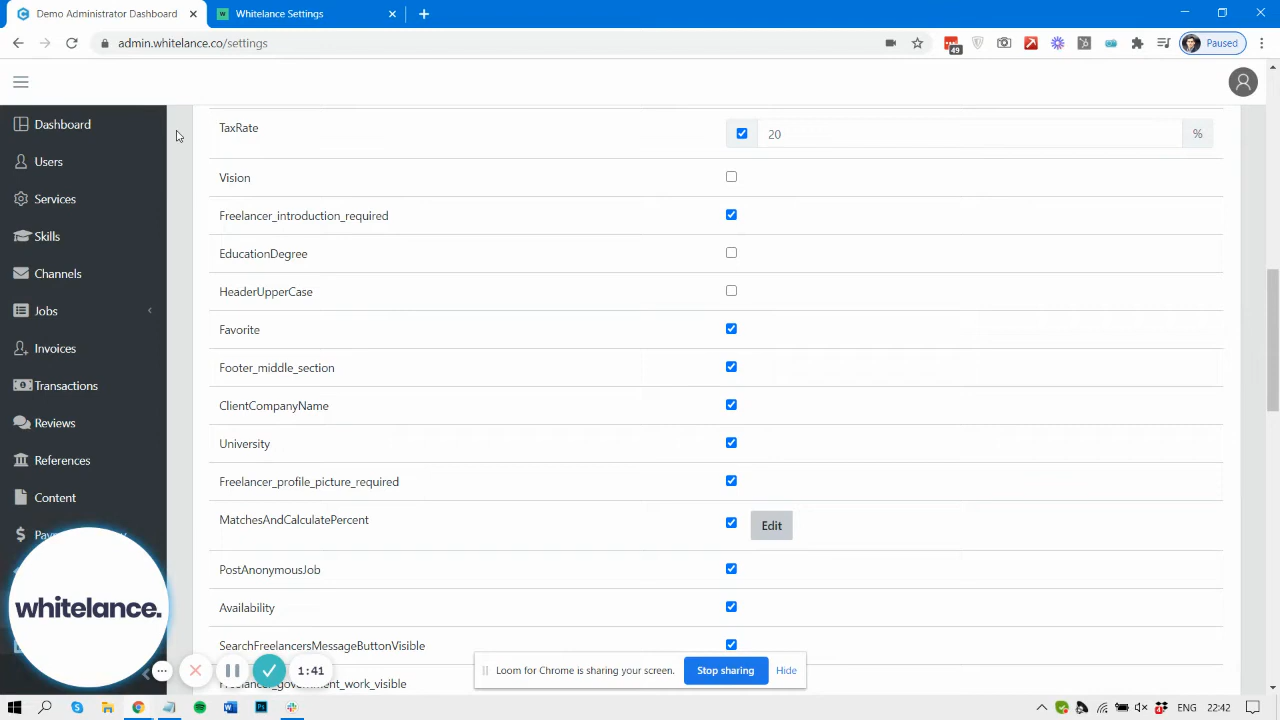 Demo Administrator Dashboard
Whitelance Settings
admin.whitelance.co/settings
49
Paused
Dashboard
Users
Services
Skills
Channels
Jobs
Invoices
Transactions
Reviews
References
Content
TaxRate
20
%
Vision
Freelancer_introduction_required
EducationDegree
HeaderUpperCase
Favorite
Footer_middle_section
ClientCompanyName
University
Freelancer_profile_picture_required
MatchesAndCalculatePercent
Edit
PostAnonymousJob
Availability
SearchFreelancersMessageButtonVisible
Freelancer_government_work_visible
whitelance.
1:41
Loom for Chrome is sharing your screen.
Stop sharing
Hide
ENG
22:42